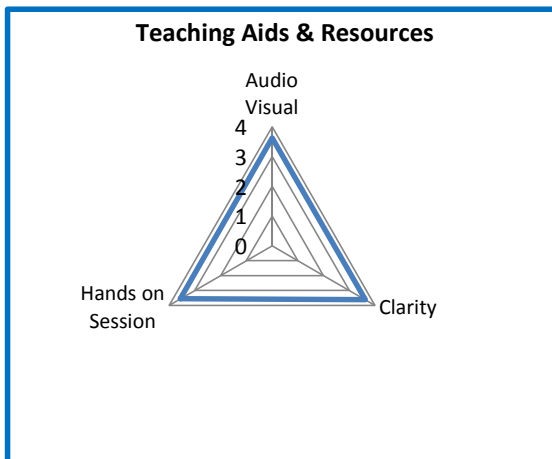 Teaching Aids & Resources
Audio
Visual
4
3
2
1
0
Hands on
Session
Clarity